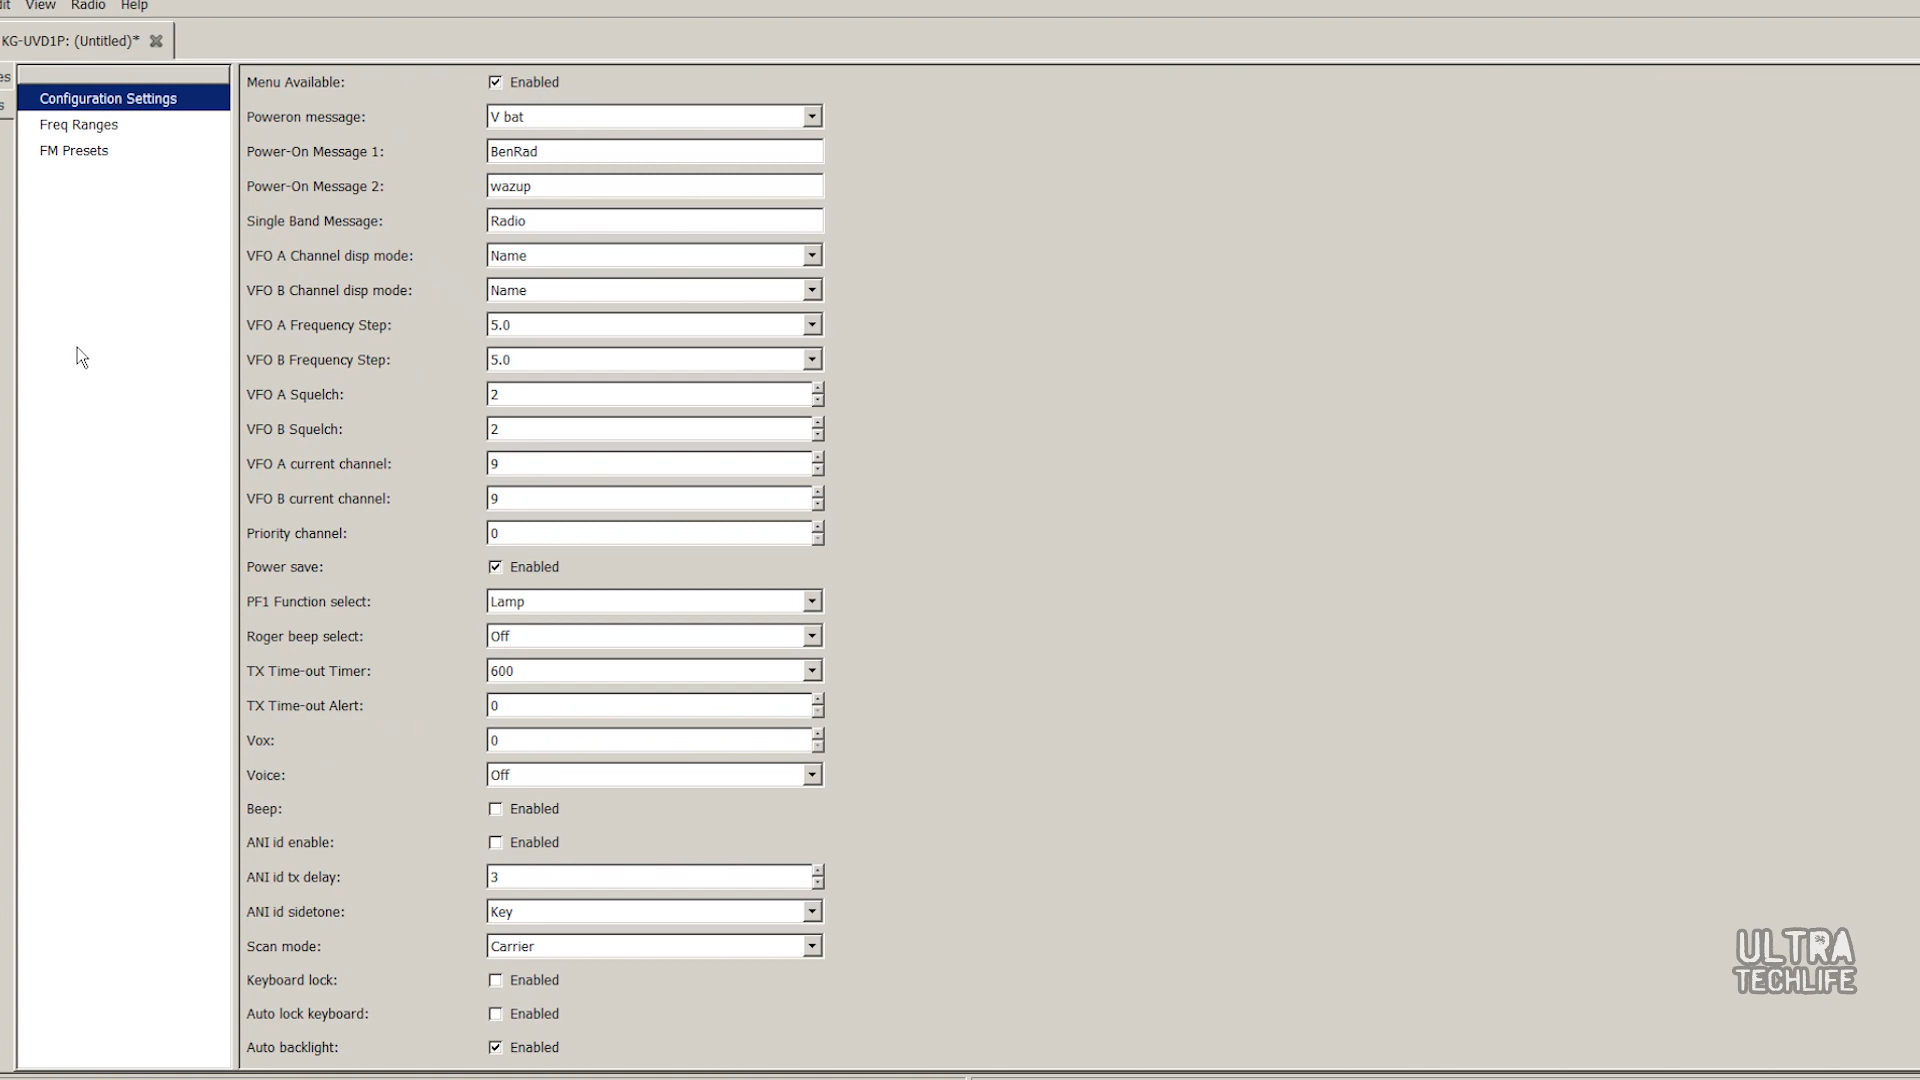 dit View Radio Help
KG-UVD1P: (Untitled)*
es
s
Configuration Settings
Freq Ranges
FM Presets
Menu Available: Enabled
Poweron message: V bat
Power-On Message 1: BenRad
Power-On Message 2: wazup
Single Band Message: Radio
VFO A Channel disp mode: Name
VFO B Channel disp mode: Name
VFO A Frequency Step: 5.0
VFO B Frequency Step: 5.0
VFO A Squelch: 2
VFO B Squelch: 2
VFO A current channel: 9
VFO B current channel: 9
Priority channel: 0
Power save: Enabled
PF1 Function select: Lamp
Roger beep select: Off
TX Time-out Timer: 600
TX Time-out Alert: 0
Vox: 0
Voice: Off
Beep: Enabled
ANI id enable: Enabled
ANI id tx delay: 3
ANI id sidetone: Key
Scan mode: Carrier
Keyboard lock: Enabled
Auto lock keyboard: Enabled
Auto backlight: Enabled
ULTRA
TECHLIFE